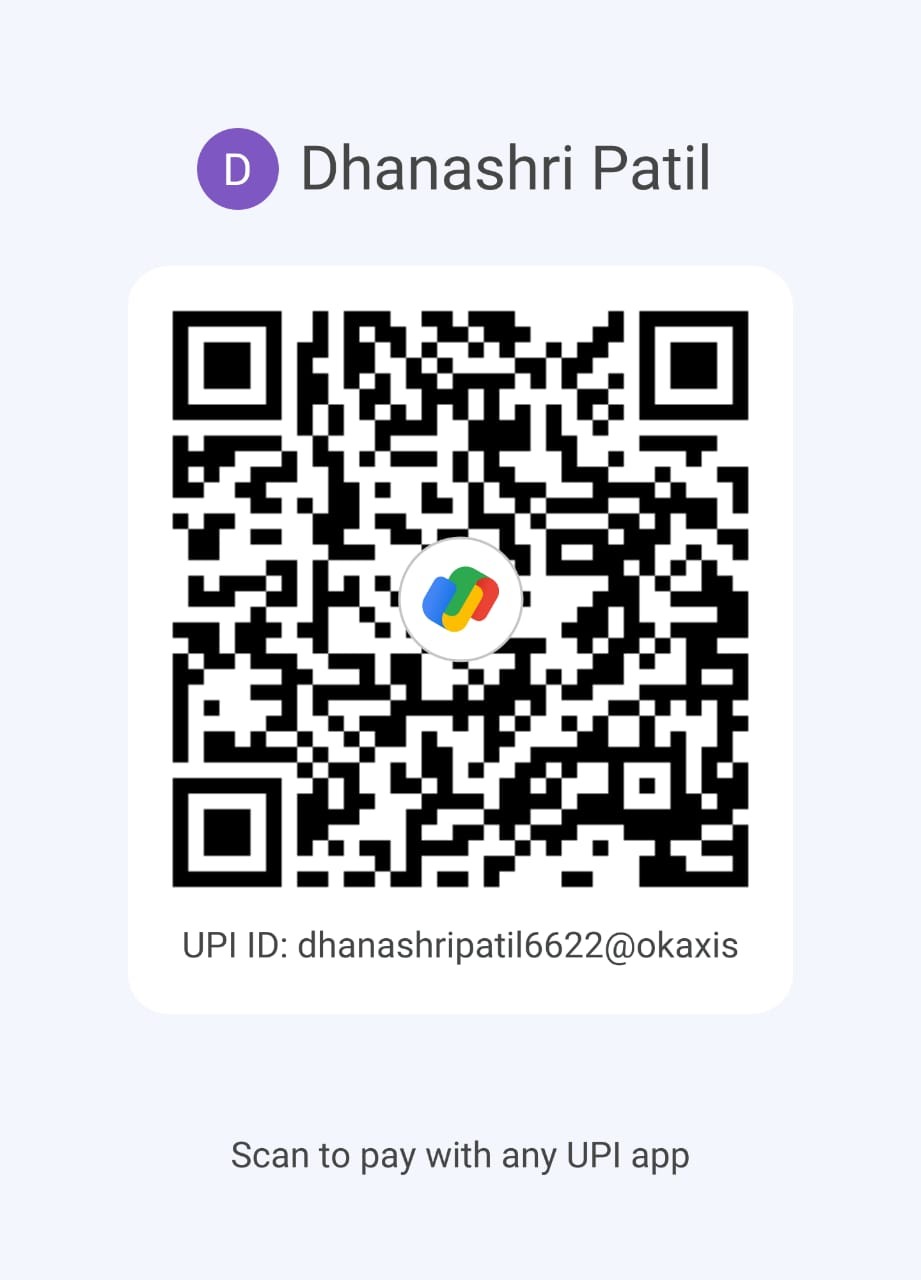 D Dhanashri Patil
UPI ID: dhanashripatil6622@okaxis
Scan to pay with any UPI app